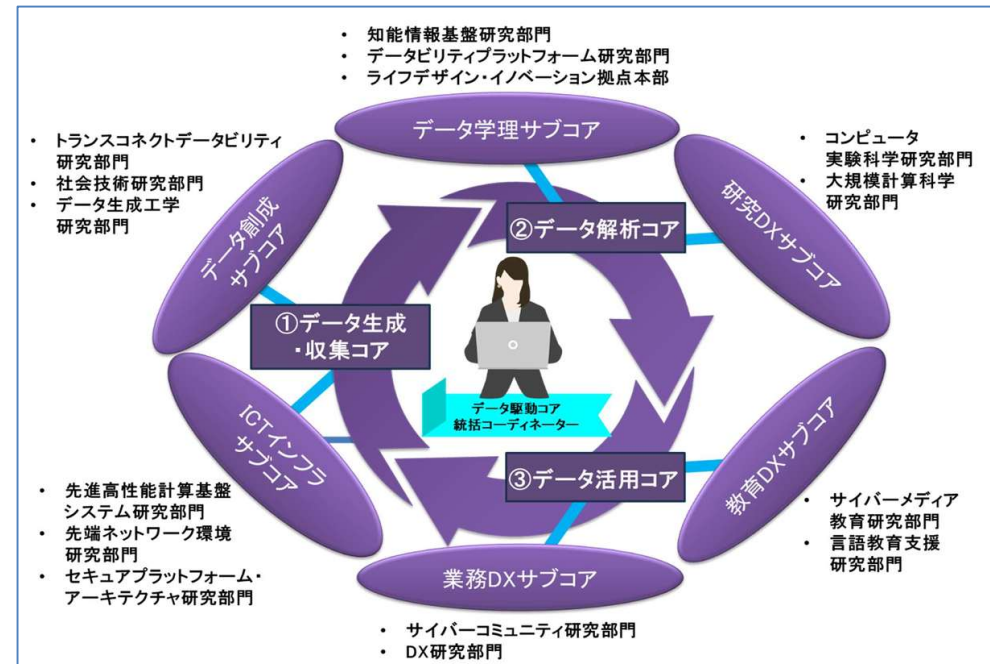 • 知能情報基盤研究部門
• データビリティプラットフォーム研究部門
• ライフデザイン・イノベーション拠点本部
データ学理サブコア
• トランスコネクトデータビリティ
研究部門
• 社会技術研究部門
• データ生成工学
研究部門
• コンピュータ
実験科学研究部門
• 大規模計算科学
研究部門
データ創成
サブコア
研究DXサブコア
②データ解析コア
①データ生成
・収集コア
データ駆動コア
統括コーディネーター
ICTインフラ
サブコア
③データ活用コア
教育DXサブコア
• 先進高性能計算基盤
システム研究部門
• 先端ネットワーク環境
研究部門
• セキュアプラットフォーム・
アーキテクチャ研究部門
• サイバーメディア
教育研究部門
• 言語教育支援
研究部門
業務DXサブコア
• サイバーコミュニティ研究部門
• DX研究部門